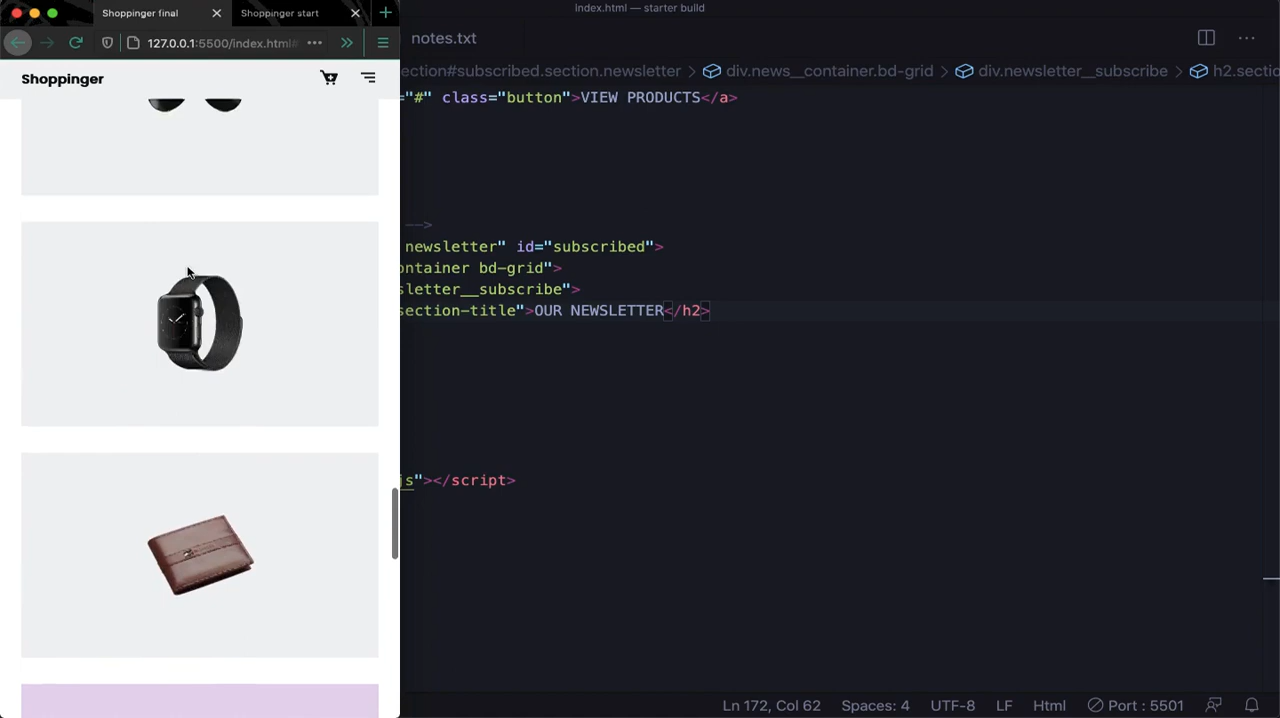 Shoppinger final
Shoppinger start
127.0.0.1:5500/index.html#
Shoppinger
index.html — starter build
notes.txt
ection#subscribed.section.newsletter > div.news__container.bd-grid > div.newsletter__subscribe > h2.sectio
="#" class="button">VIEW PRODUCTS</a>
-->
newsletter" id="subscribed">
ontainer bd-grid">
sletter__subscribe">
section-title">OUR NEWSLETTER</h2>
js"></script>
Ln 172, Col 62 Spaces: 4 UTF-8 LF Html Port : 5501